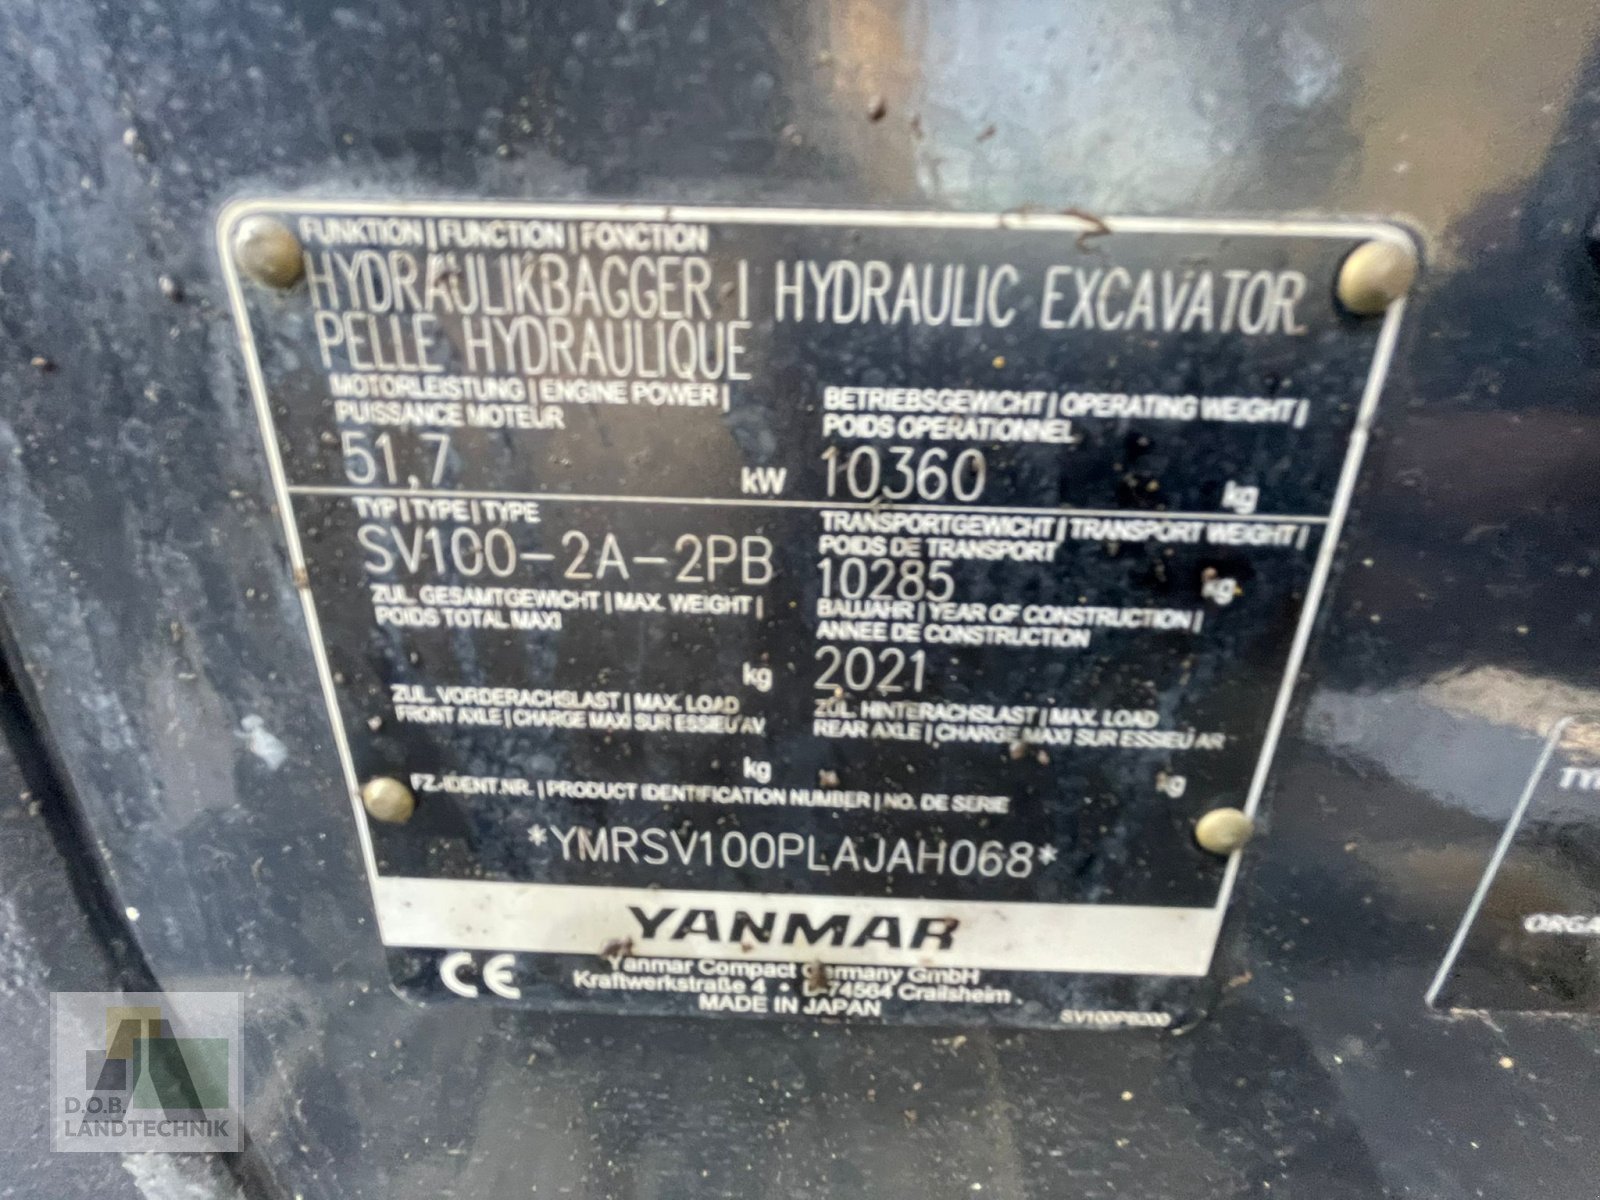 FUNKTION | FUNCTION | FONCTION
HYDRAULIKBAGGER | HYDRAULIC EXCAVATOR
PELLE HYDRAULIQUE
MOTORLEISTUNG | ENGINE POWER |
PUISSANCE MOTEUR
51,7 kW
BETRIEBSGEWICHT | OPERATING WEIGHT |
POIDS OPERATIONNEL
10360 kg
TYP | TYPE | TYPE
SV100-2A-2PB
TRANSPORTGEWICHT | TRANSPORT WEIGHT |
POIDS DE TRANSPORT
10285 kg
ZUL. GESAMTGEWICHT | MAX. WEIGHT |
POIDS TOTAL MAXI
kg
BAUJAHR | YEAR OF CONSTRUCTION |
ANNEE DE CONSTRUCTION
2021
ZUL. VORDERACHSLAST | MAX. LOAD
FRONT AXLE | CHARGE MAXI SUR ESSIEU AV
kg
ZUL. HINTERACHSLAST | MAX. LOAD
REAR AXLE | CHARGE MAXI SUR ESSIEU AR
kg
FZ.-IDENT.NR. | PRODUCT IDENTIFICATION NUMBER | NO. DE SERIE
*YMRSV100PLAJAH068*
YANMAR
CE
Yanmar Compact Germany GmbH
Kraftwerkstraße 4 • D-74564 Crailsheim
MADE IN JAPAN
D.O.B.
LANDTECHNIK